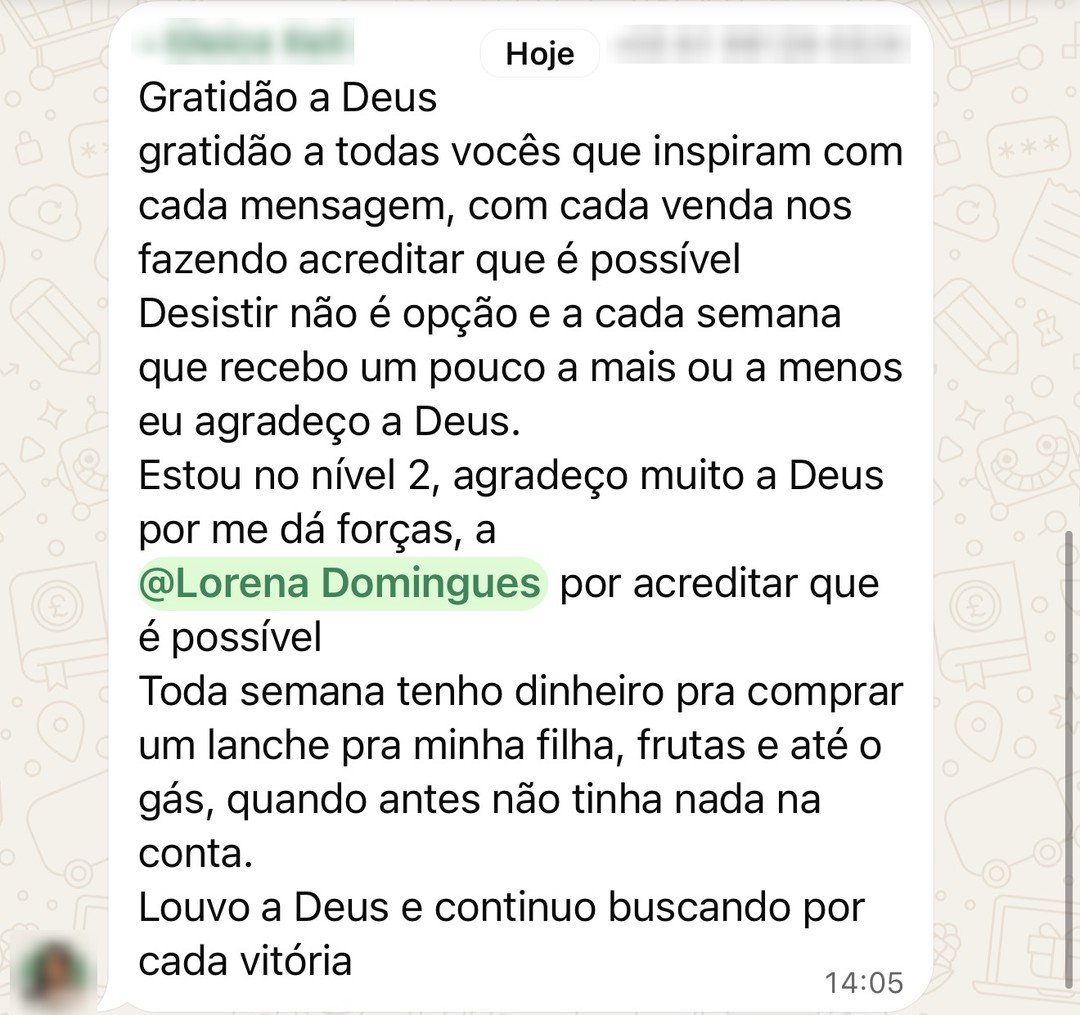 Hoje
Gratidão a Deus
gratidão a todas vocês que inspiram com
cada mensagem, com cada venda nos
fazendo acreditar que é possível
Desistir não é opção e a cada semana
que recebo um pouco a mais ou a menos
eu agradeço a Deus.
Estou no nível 2, agradeço muito a Deus
por me dá forças, a
@Lorena Domingues por acreditar que
é possível
Toda semana tenho dinheiro pra comprar
um lanche pra minha filha, frutas e até o
gás, quando antes não tinha nada na
conta.
Louvo a Deus e continuo buscando por
cada vitória
14:05